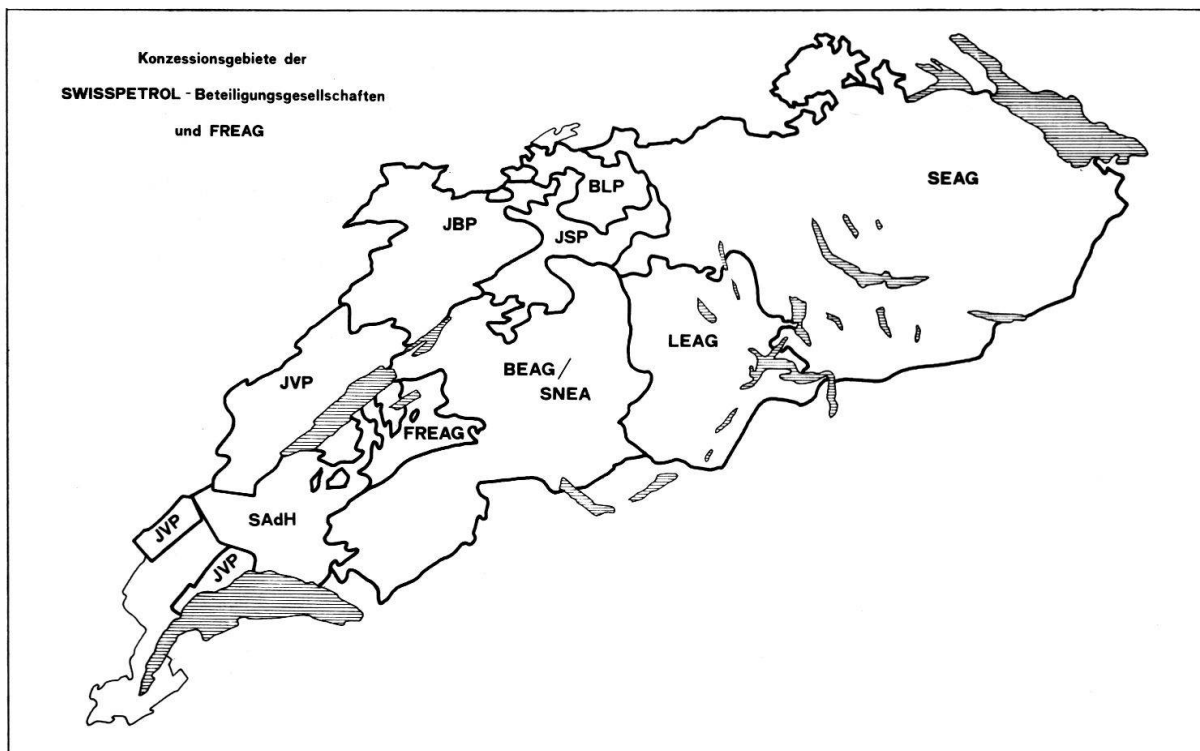 Konzessionsgebiete der
SWISSPETROL - Beteiligungsgesellschaften
und FREAG
SEAG
BLP
JBP
JSP
LEAG
BEAG/
SNEA
JVP
FREAG
SAdH
JVP
JVP